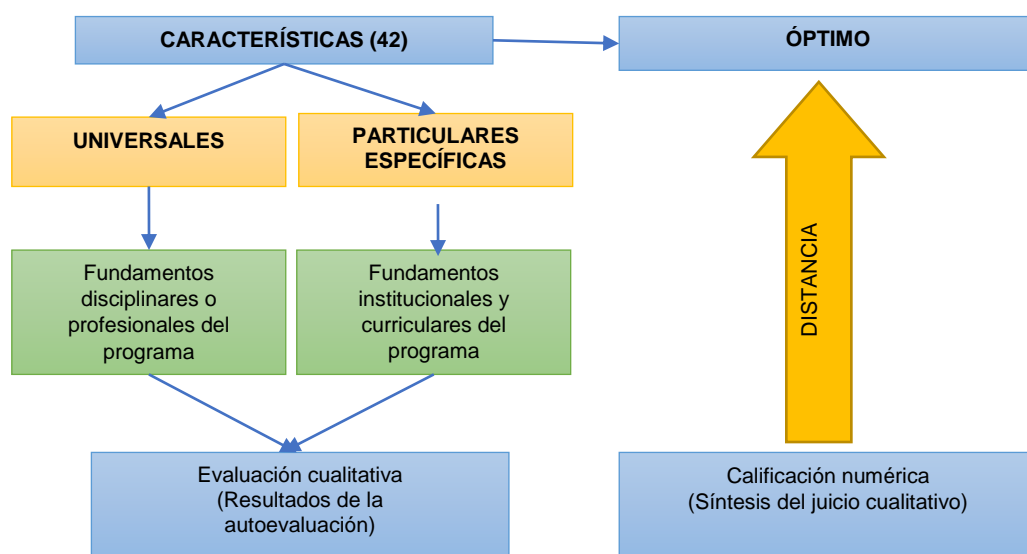 CARACTERÍSTICAS (42)
ÓPTIMO
UNIVERSALES
PARTICULARES
ESPECÍFICAS
Fundamentos
disciplinares o
profesionales del
programa
Fundamentos
institucionales y
curriculares del
programa
DISTANCIA
Evaluación cualitativa
(Resultados de la
autoevaluación)
Calificación numérica
(Síntesis del juicio cualitativo)